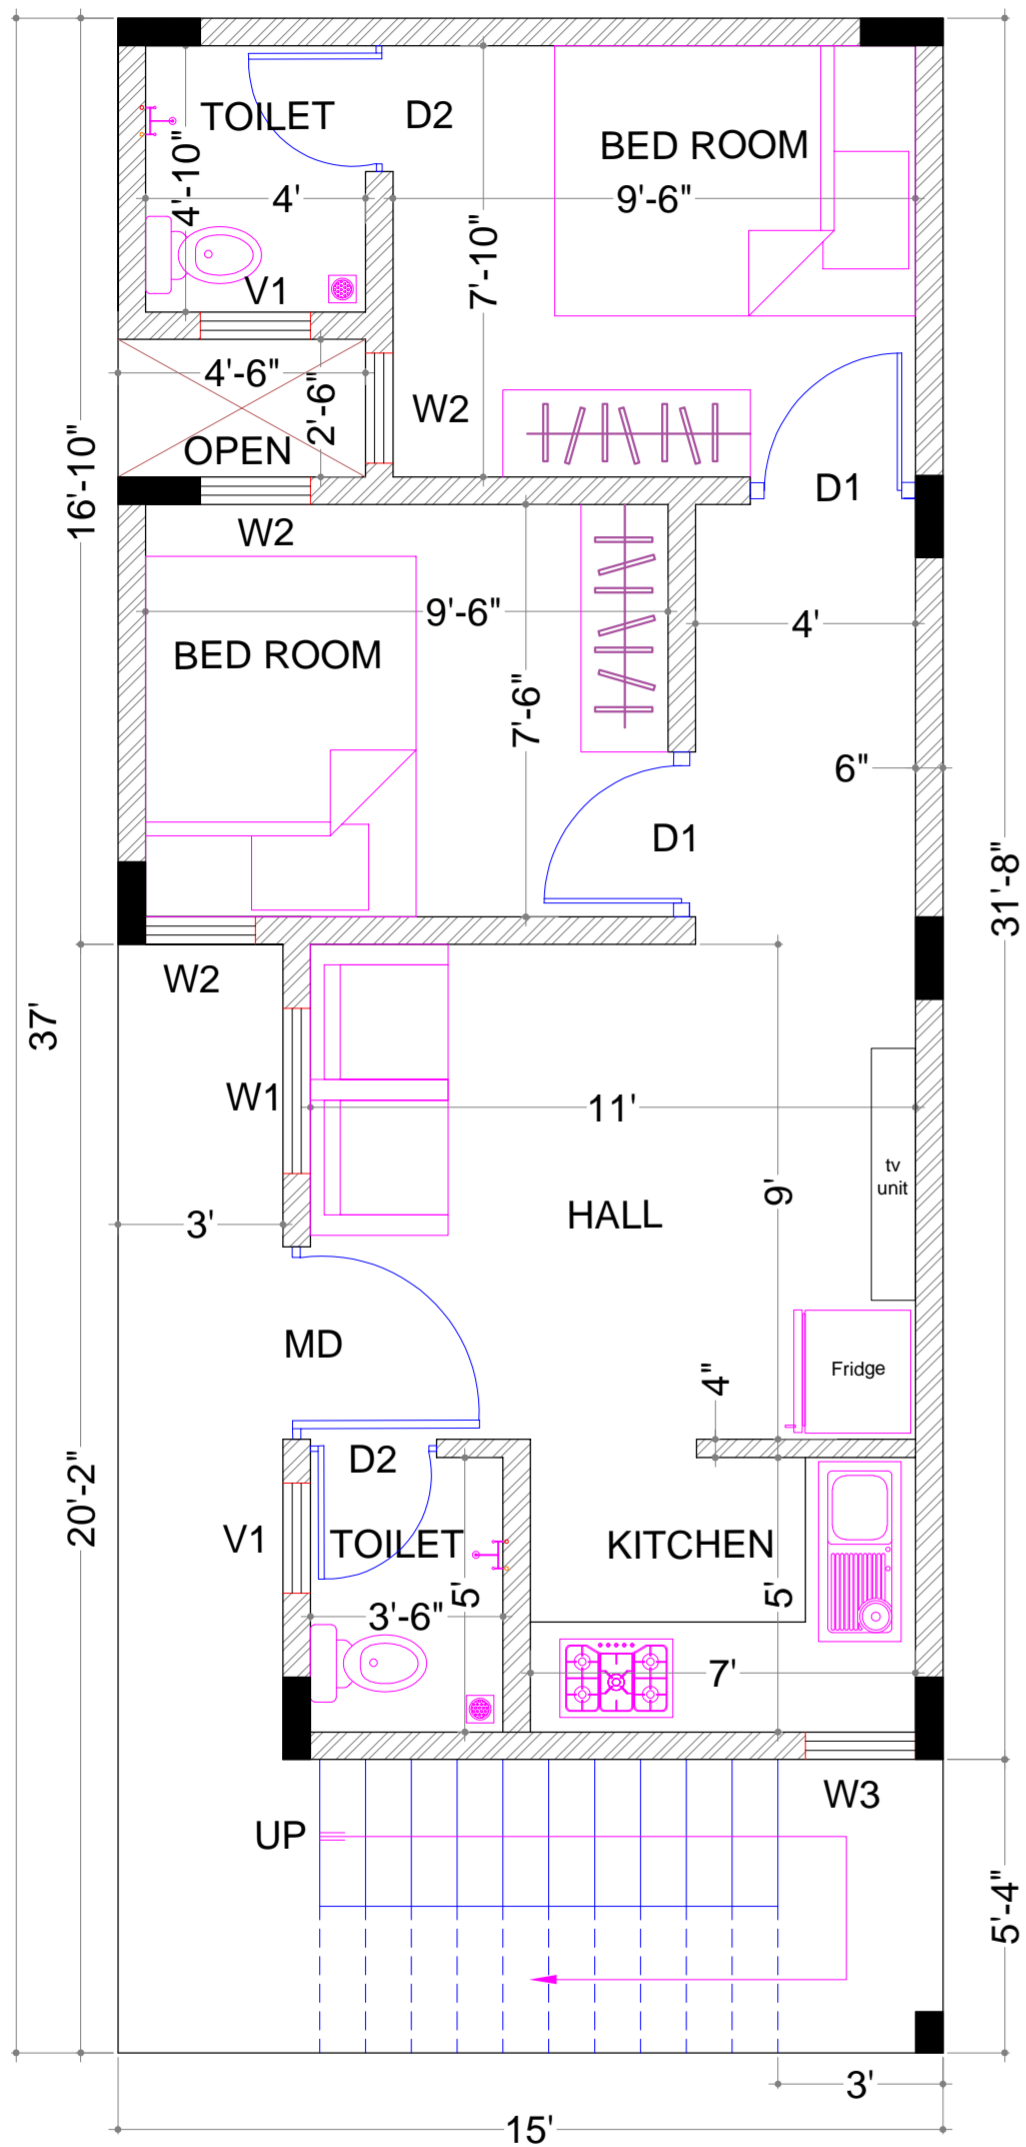 TOILET
D2
BED ROOM
4'-10"
4'
9'-6"
7'-10"
V1
4'-6"
2'-6"
W2
OPEN
16'-10"
D1
W2
9'-6"
4'
BED ROOM
7'-6"
6"
D1
31'-8"
W2
37'
W1
11'
tv
unit
9'
3'
HALL
MD
4"
Fridge
D2
20'-2"
V1
TOILET
KITCHEN
5'
5'
3'-6"
7'
W3
UP
5'-4"
3'
15'